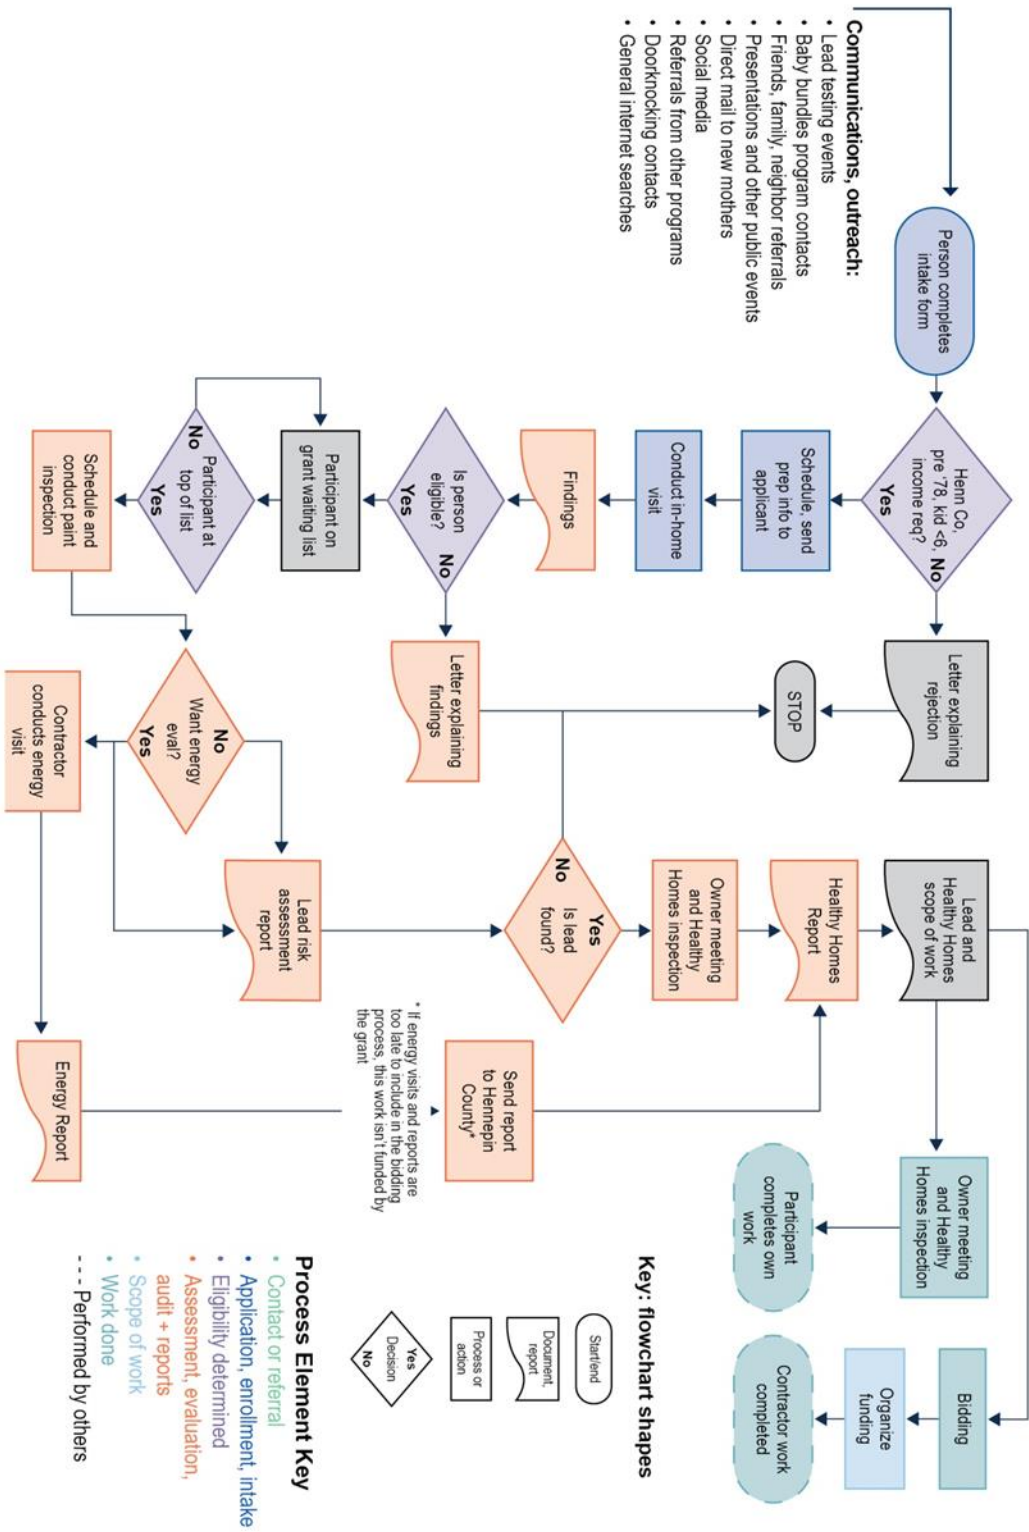 Communications, outreach:
• Lead testing events
• Baby bundles program contacts
• Friends, family, neighbor referrals
• Presentations and other public events
• Direct mail to new mothers
• Social media
• Referrals from other programs
• Doorknocking contacts
• General internet searches
Person completes
intake form
Henn Co,
pre '78, kid <6,
income req?
No
Yes
Schedule, send
prep info to
applicant
Conduct in-home
visit
Findings
Is person
eligible?
No
Yes
Participant on
grant waiting list
Participant at
top of list
No
Yes
Schedule and
conduct paint
inspection
Letter explaining
rejection
STOP
Letter explaining
findings
No
Want energy
eval?
Yes
Contractor
conducts energy
visit
Lead and
Healthy Homes
scope of work
Healthy Homes
Report
Owner meeting
and Healthy
Homes inspection
Yes
Is lead
found?
No
Lead risk
assessment
report
Send report
to Hennepin
County*
* If energy visits and reports are
too late to include in the bidding
process, this work isn't funded by
the grant
Energy Report
Owner meeting
and Healthy
Homes inspection
Participant
completes own
work
Bidding
Organize
funding
Contractor work
completed
Key: flowchart shapes
Start/end
Document,
report
Process or
action
Yes
Decision
No
Process Element Key
• Contact or referral
• Application, enrollment, intake
• Eligibility determined
• Assessment, evaluation,
audit + reports
• Scope of work
• Work done
--- Performed by others